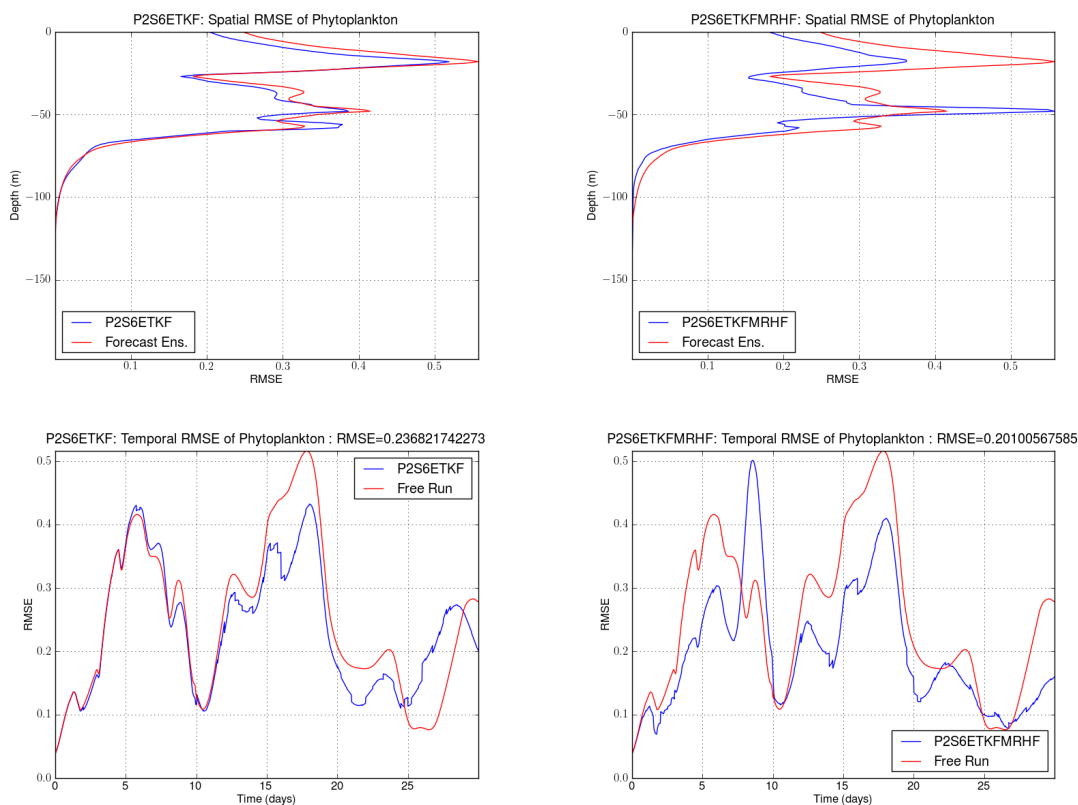 P2S6ETKF: Spatial RMSE of Phytoplankton
0
−50
−100
−150
Depth (m)
P2S6ETKF
Forecast Ens.
0.1 0.2 0.3 0.4 0.5
RMSE
P2S6ETKFMRHF: Spatial RMSE of Phytoplankton
0
−50
−100
−150
Depth (m)
P2S6ETKFMRHF
Forecast Ens.
0.1 0.2 0.3 0.4 0.5
RMSE
P2S6ETKF: Temporal RMSE of Phytoplankton : RMSE=0.236821742273
0.5
0.4
0.3
0.2
0.1
0.0
RMSE
P2S6ETKF
Free Run
0 5 10 15 20 25
Time (days)
P2S6ETKFMRHF: Temporal RMSE of Phytoplankton : RMSE=0.20100567585
0.5
0.4
0.3
0.2
0.1
0.0
RMSE
P2S6ETKFMRHF
Free Run
0 5 10 15 20 25
Time (days)